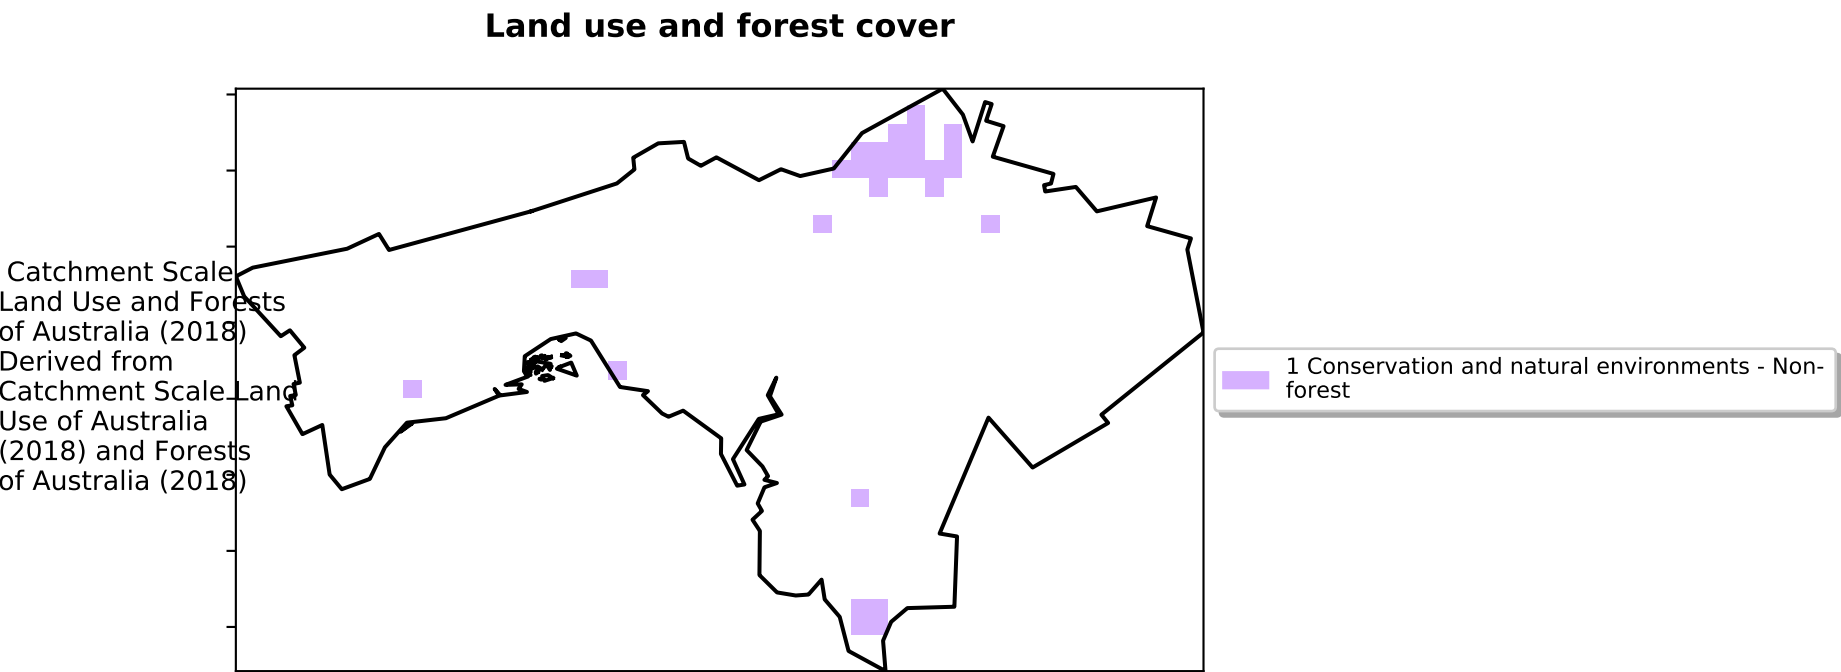 Land use and forest cover
Catchment Scale
Land Use and Forests
of Australia (2018)
Derived from
Catchment Scale Land
Use of Australia
(2018) and Forests
of Australia (2018)
1 Conservation and natural environments - Non-
forest